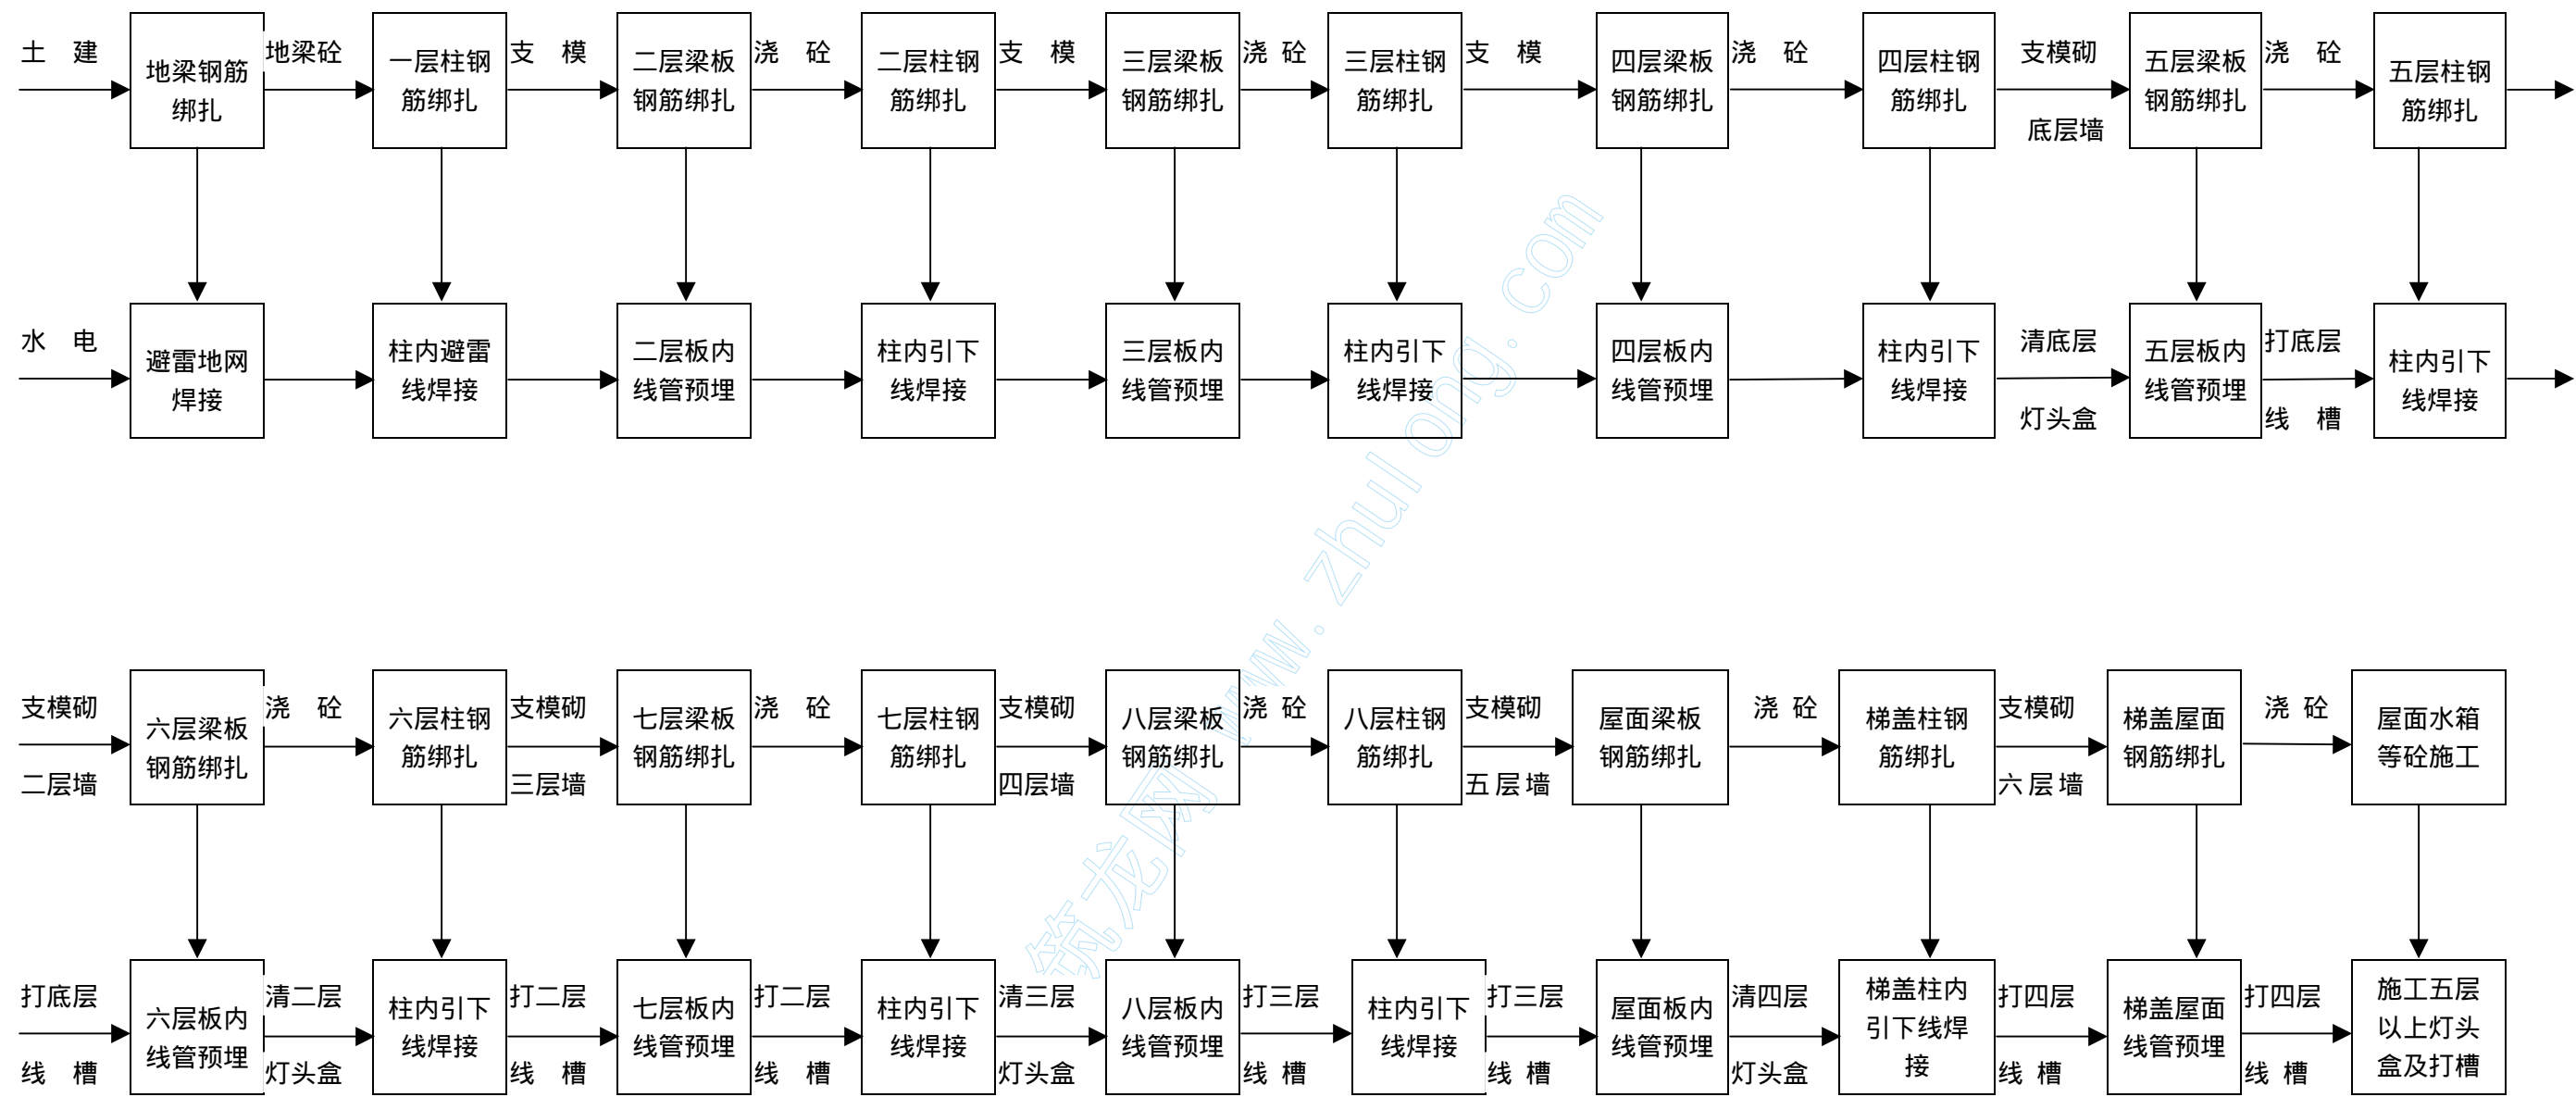 土 建
地梁钢筋
绑扎
地梁砼
一层柱钢
筋绑扎
支 模
二层梁板
钢筋绑扎
浇 砼
二层柱钢
筋绑扎
支 模
三层梁板
钢筋绑扎
浇 砼
三层柱钢
筋绑扎
支 模
四层梁板
钢筋绑扎
浇 砼
四层柱钢
筋绑扎
支模砌
底层墙
五层梁板
钢筋绑扎
浇 砼
五层柱钢
筋绑扎
水 电
避雷地网
焊接
柱内避雷
线焊接
二层板内
线管预埋
柱内引下
线焊接
三层板内
线管预埋
柱内引下
线焊接
四层板内
线管预埋
柱内引下
线焊接
清底层
灯头盒
五层板内
线管预埋
打底层
线 槽
柱内引下
线焊接
支模砌
二层墙
六层梁板
钢筋绑扎
浇 砼
六层柱钢
筋绑扎
支模砌
三层墙
七层梁板
钢筋绑扎
浇 砼
七层柱钢
筋绑扎
支模砌
四层墙
八层梁板
钢筋绑扎
浇 砼
八层柱钢
筋绑扎
支模砌
五层墙
屋面梁板
钢筋绑扎
浇 砼
梯盖柱钢
筋绑扎
支模砌
六层墙
梯盖屋面
钢筋绑扎
浇 砼
屋面水箱
等砼施工
打底层
线 槽
六层板内
线管预埋
清二层
灯头盒
柱内引下
线焊接
打二层
线 槽
七层板内
线管预埋
打二层
线 槽
柱内引下
线焊接
清三层
灯头盒
八层板内
线管预埋
打三层
线 槽
柱内引下
线焊接
打三层
线 槽
屋面板内
线管预埋
清四层
灯头盒
梯盖柱内
引下线焊
接
打四层
线 槽
梯盖屋面
线管预埋
打四层
线 槽
施工五层
以上灯头
盒及打槽
筑龙网 www.zhulong.com